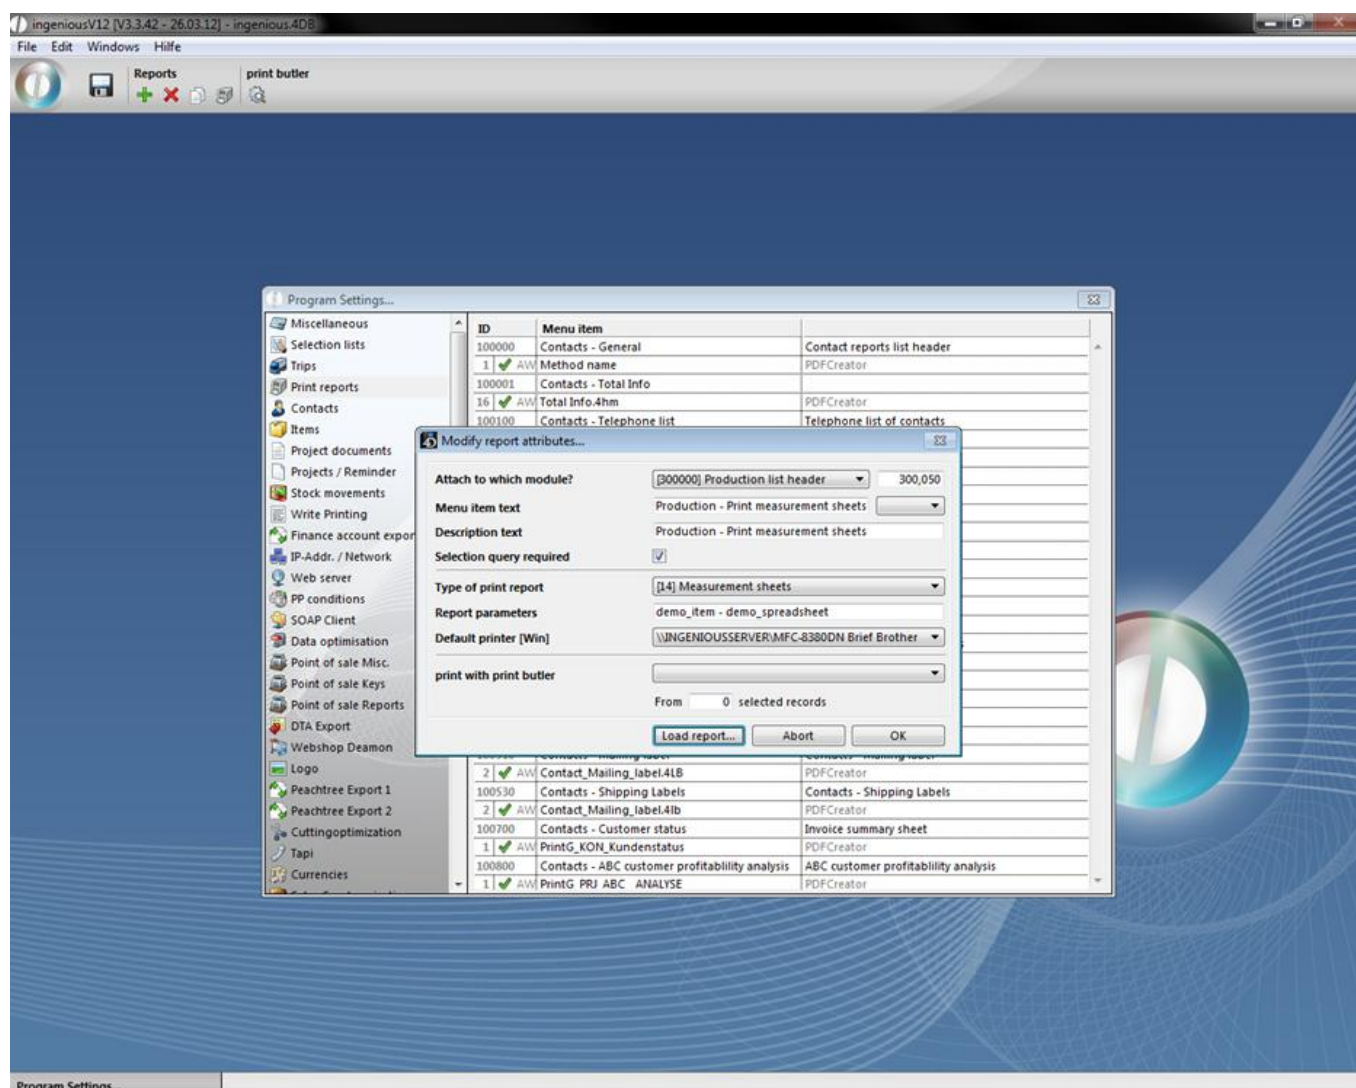 ingeniousV12 [V3.3.42 - 26.03.12] - ingenious.4DB
File Edit Windows Hilfe
Reports print butler
Program Settings...
Miscellaneous
Selection lists
Trips
Print reports
Contacts
Items
Project documents
Projects / Reminder
Stock movements
Write Printing
Finance account expor
IP-Addr. / Network
Web server
PP conditions
SOAP Client
Data optimisation
Point of sale Misc.
Point of sale Keys
Point of sale Reports
DTA Export
Webshop Deamon
Logo
Peachtree Export 1
Peachtree Export 2
Cuttingoptimization
Tapi
Currencies
ID Menu item
100000 Contacts - General Contact reports list header
1 AW Method name PDFCreator
100001 Contacts - Total Info
16 AW Total Info.4hm PDFCreator
100100 Contacts - Telephone list Telephone list of contacts
Modify report attributes...
Attach to which module? [300000] Production list header 300,050
Menu item text Production - Print measurement sheets
Description text Production - Print measurement sheets
Selection query required
Type of print report [14] Measurement sheets
Report parameters demo_item - demo_spreadsheet
Default printer [Win] \\INGENIOUSSERVER\MFC-8380DN Brief Brother
print with print butler
From 0 selected records
Load report... Abort OK
2 AW Contact_Mailing_label.4LB PDFCreator
100530 Contacts - Shipping Labels Contacts - Shipping Labels
2 AW Contact_Mailing_label.4lb PDFCreator
100700 Contacts - Customer status Invoice summary sheet
1 AW PrintG_KON_Kundenstatus PDFCreator
100800 Contacts - ABC customer profitablility analysis ABC customer profitablility analysis
1 AW PrintG_PRJ_ABC_ANALYSE PDFCreator
Program Settings...